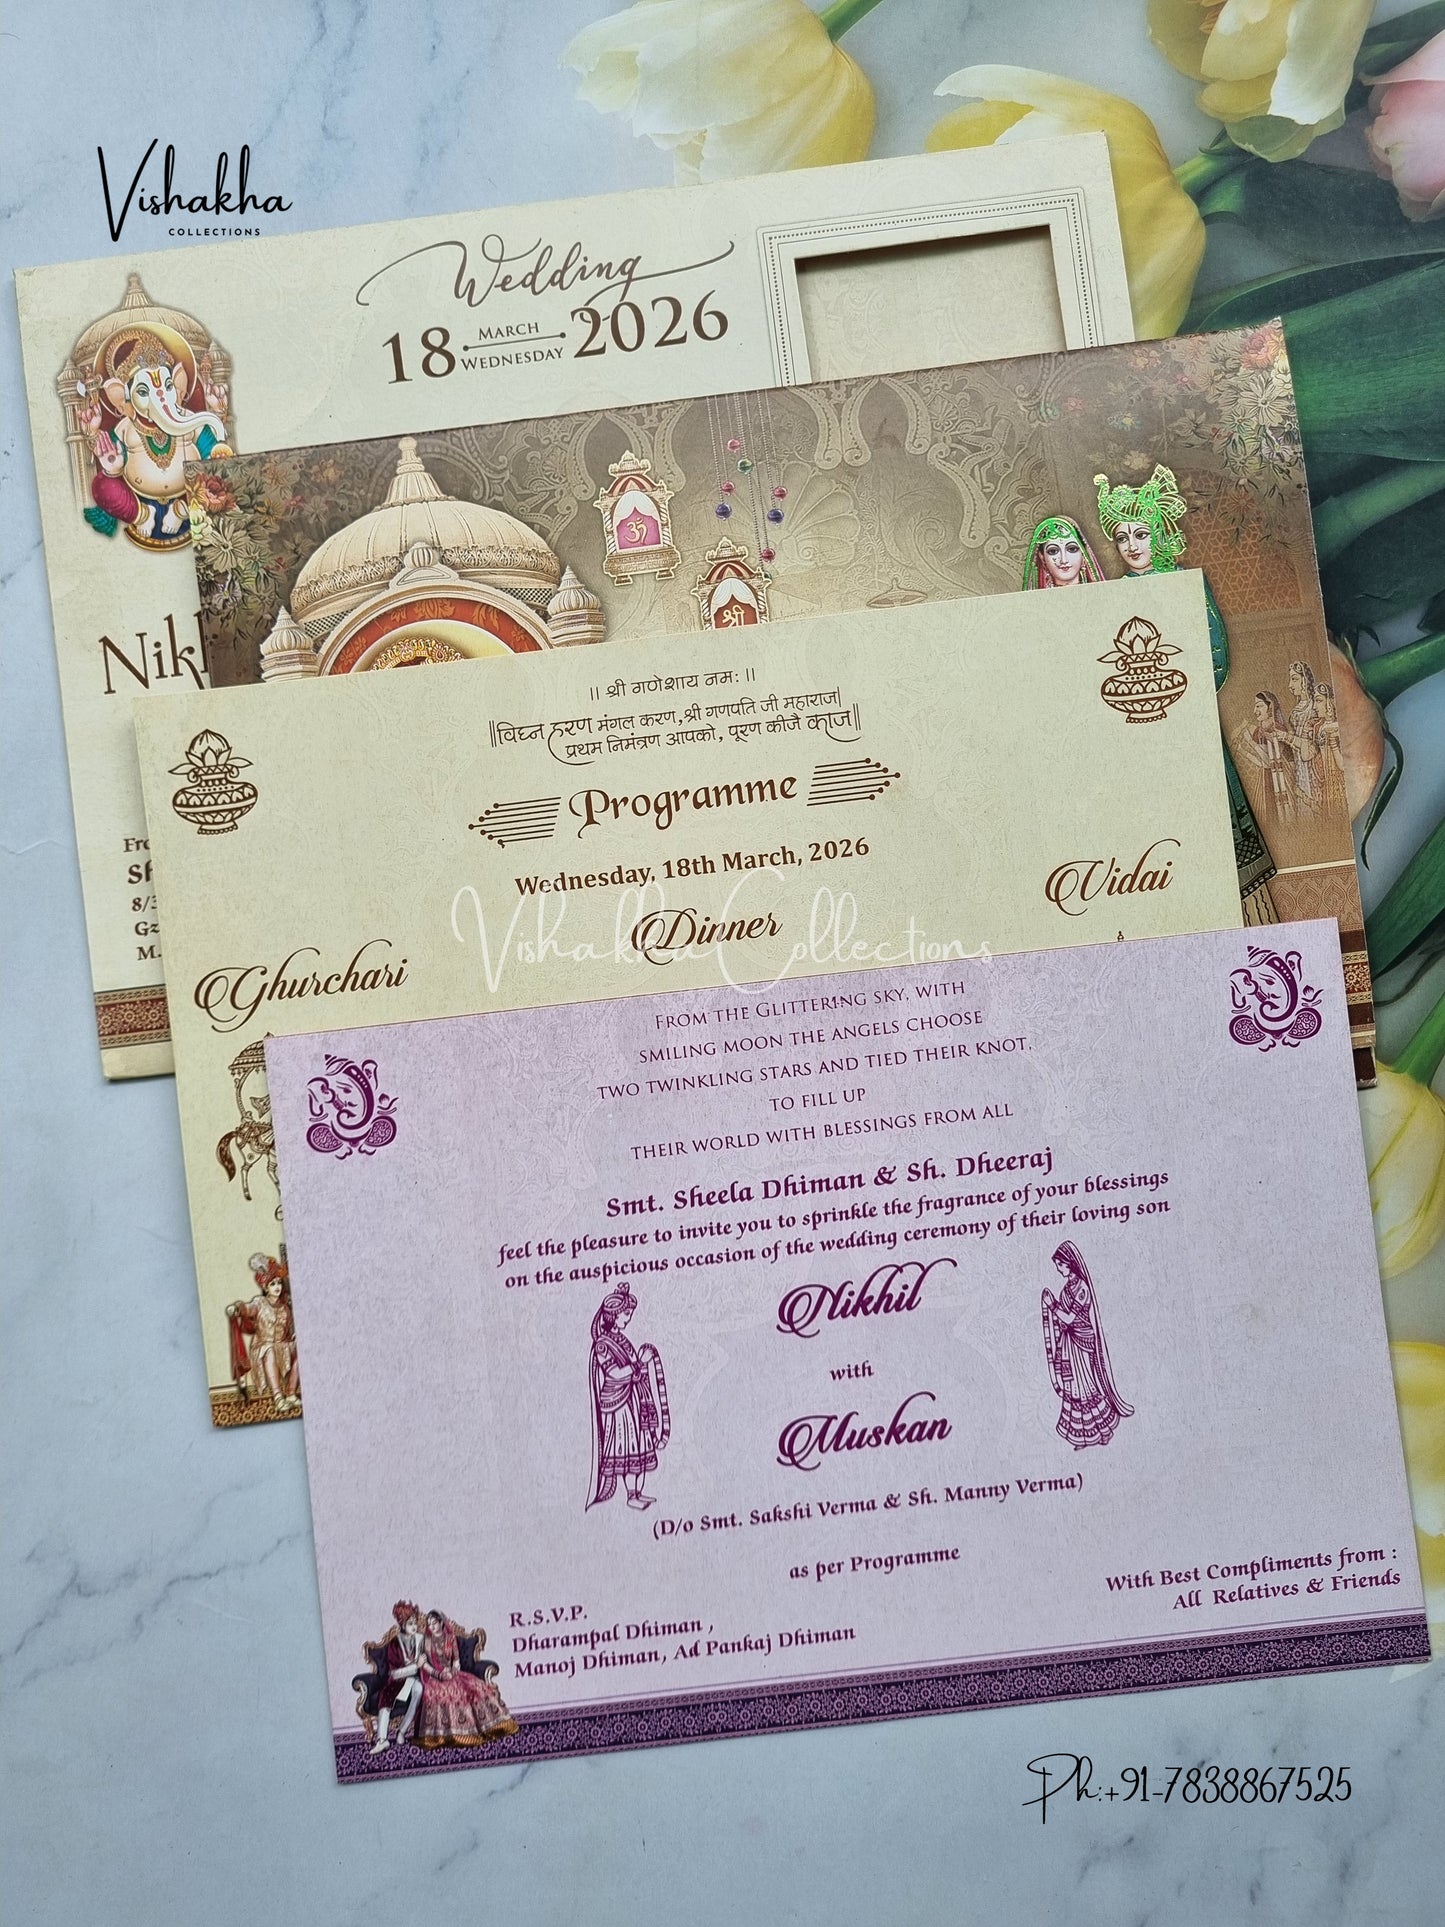 Vishakha
COLLECTIONS
Wedding
18 MARCH WEDNESDAY 2026
ॐ
श्री
|| श्री गणेशाय नमः ||
||विघ्न हरण मंगल करण,श्री गणपति जी महाराज|
प्रथम निमंत्रण आपको, पूरण कीजै काज||
Programme
Wednesday, 18th March, 2026
Ghurchari
Dinner
Vidai
Vishakha Collections
FROM THE GLITTERING SKY, WITH
SMILING MOON THE ANGELS CHOOSE
TWO TWINKLING STARS AND TIED THEIR KNOT,
TO FILL UP
THEIR WORLD WITH BLESSINGS FROM ALL
Smt. Sheela Dhiman & Sh. Dheeraj
feel the pleasure to invite you to sprinkle the fragrance of your blessings
on the auspicious occasion of the wedding ceremony of their loving son
Nikhil
with
Muskan
(D/o Smt. Sakshi Verma & Sh. Manny Verma)
as per Programme
R.S.V.P.
Dharampal Dhiman ,
Manoj Dhiman, Ad Pankaj Dhiman
With Best Compliments from :
All Relatives & Friends
Ph:+91-7838867525